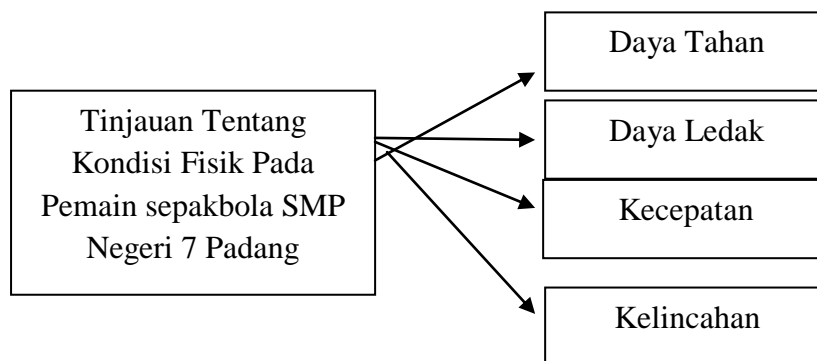 Tinjauan Tentang
Kondisi Fisik Pada
Pemain sepakbola SMP
Negeri 7 Padang
Daya Tahan
Daya Ledak
Kecepatan
Kelincahan